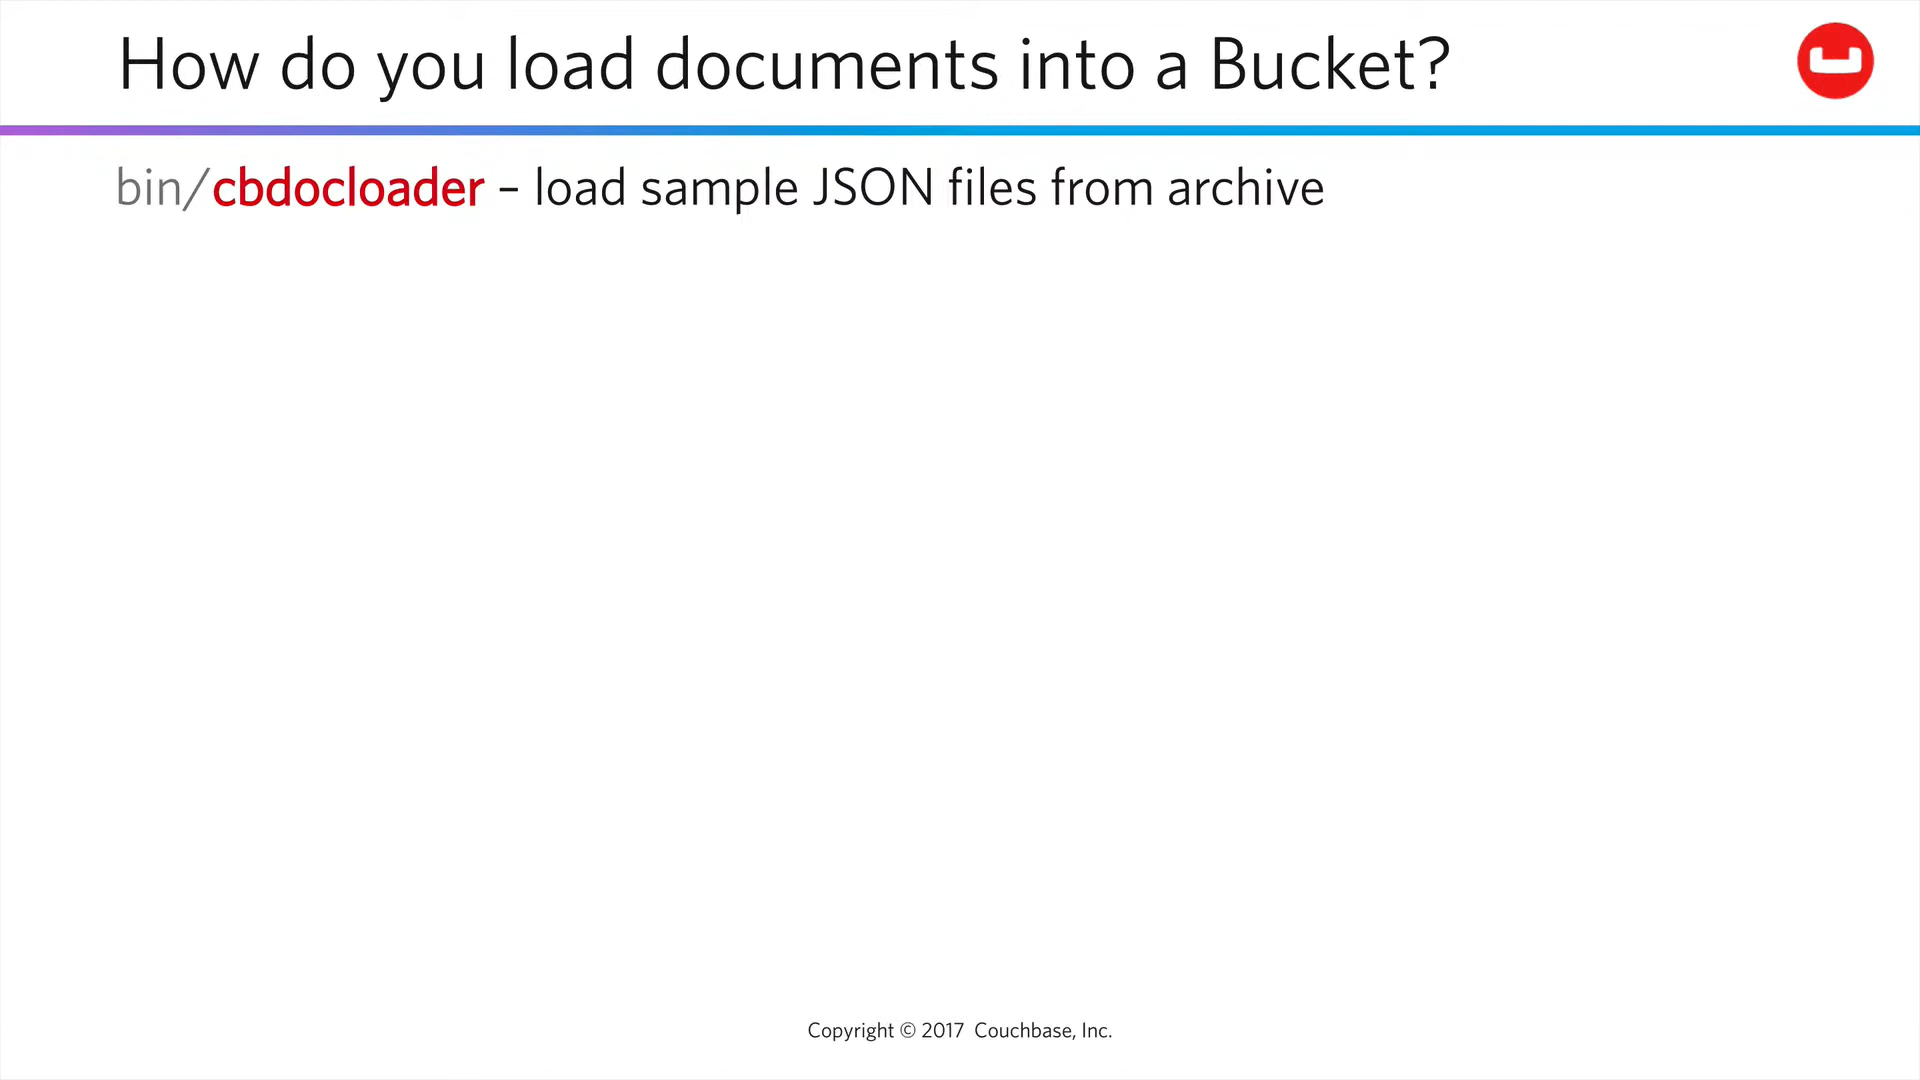 How do you load documents into a Bucket?
bin/cbdocloader – load sample JSON files from archive
Copyright © 2017 Couchbase, Inc.